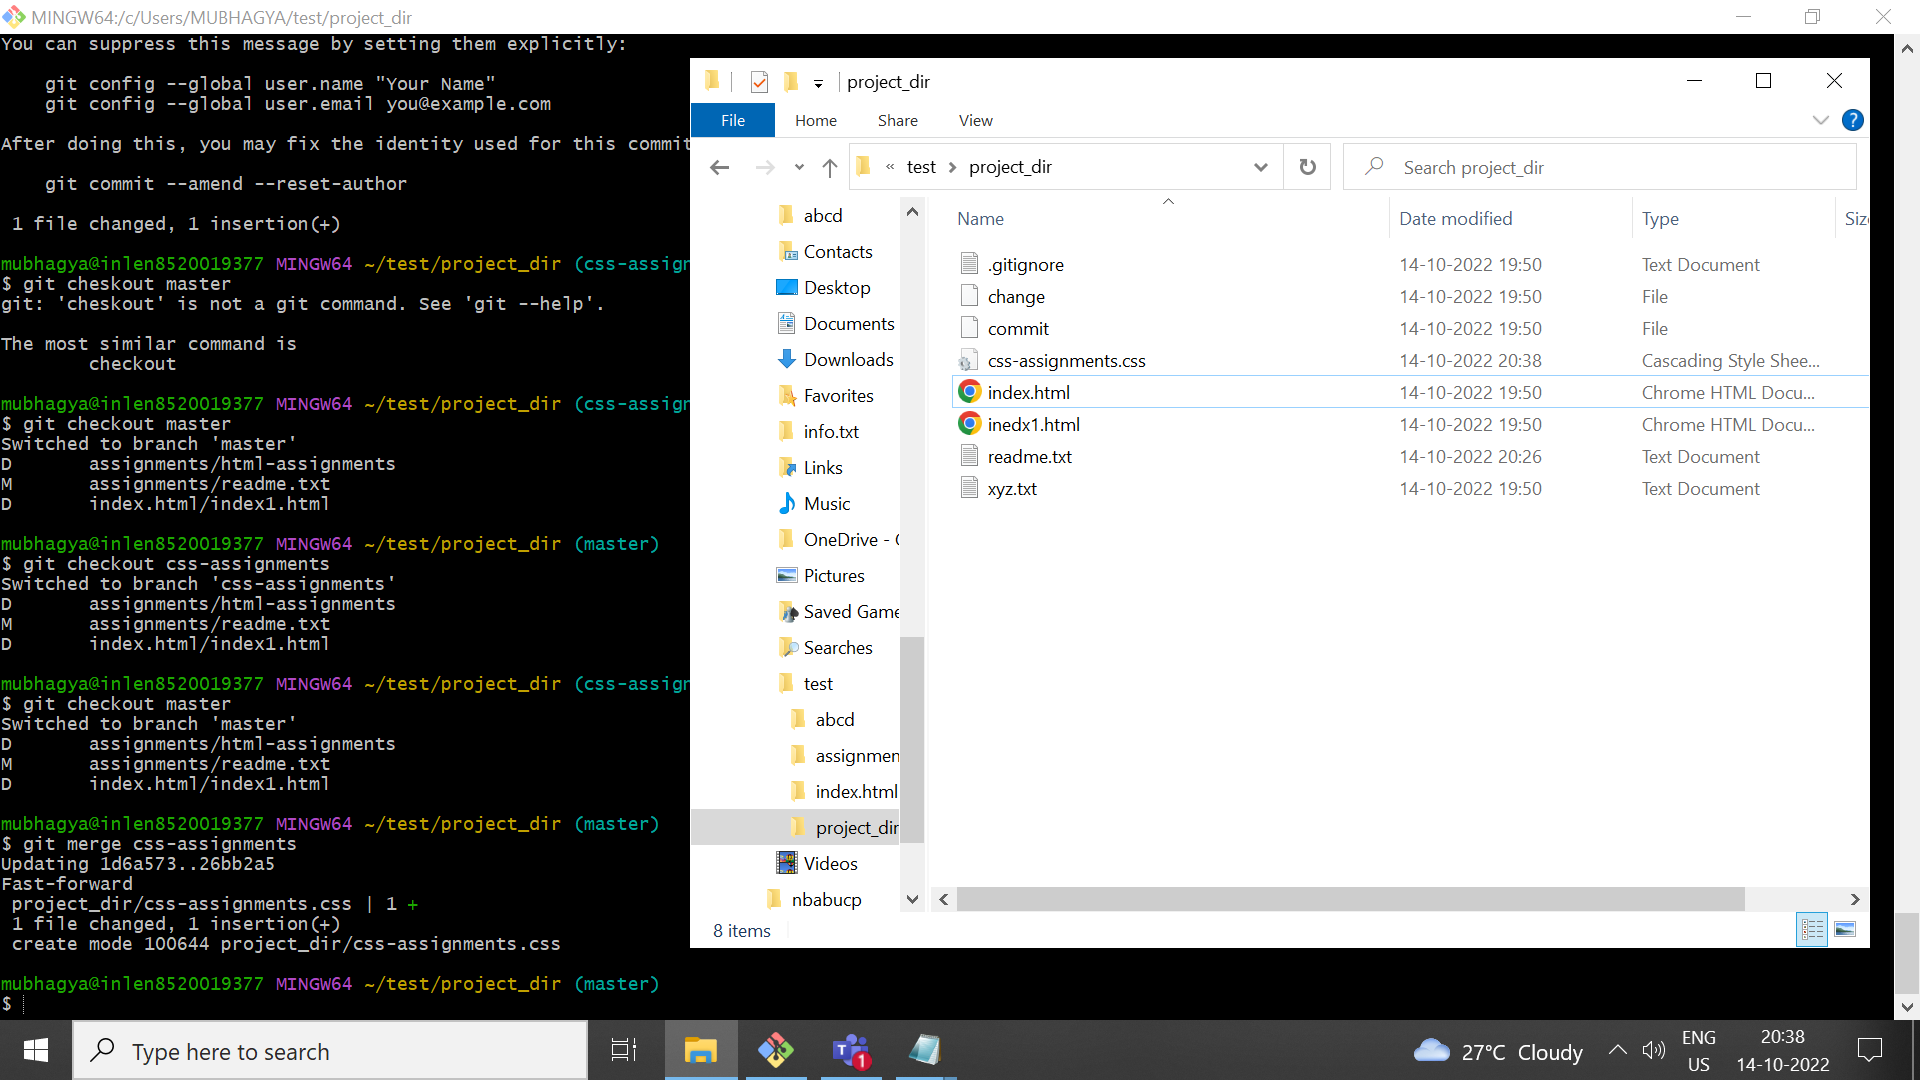 MINGW64:/c/Users/MUBHAGYA/test/project_dir
You can suppress this message by setting them explicitly:
git config --global user.name "Your Name"
git config --global user.email you@example.com
After doing this, you may fix the identity used for this commit
git commit --amend --reset-author
1 file changed, 1 insertion(+)
mubhagya@inlen8520019377 MINGW64 ~/test/project_dir (css-assign
$ git checkout master
git: 'cheskout' is not a git command. See 'git --help'.
The most similar command is
checkout
mubhagya@inlen8520019377 MINGW64 ~/test/project_dir (css-assign
$ git checkout master
Switched to branch 'master'
D assignments/html-assignments
M assignments/readme.txt
D index.html/index1.html
mubhagya@inlen8520019377 MINGW64 ~/test/project_dir (master)
$ git checkout css-assignments
Switched to branch 'css-assignments'
D assignments/html-assignments
M assignments/readme.txt
D index.html/index1.html
mubhagya@inlen8520019377 MINGW64 ~/test/project_dir (css-assign
$ git checkout master
Switched to branch 'master'
D assignments/html-assignments
M assignments/readme.txt
D index.html/index1.html
mubhagya@inlen8520019377 MINGW64 ~/test/project_dir (master)
$ git merge css-assignments
Updating 1d6a573..26bb2a5
Fast-forward
project_dir/css-assignments.css | 1 +
1 file changed, 1 insertion(+)
create mode 100644 project_dir/css-assignments.css
mubhagya@inlen8520019377 MINGW64 ~/test/project_dir (master)
$
project_dir
File Home Share View ?
« test > project_dir
Search project_dir
abcd
Contacts
Desktop
Documents
Downloads
Favorites
info.txt
Links
Music
OneDrive -
Pictures
Saved Game
Searches
test
abcd
assignmen
index.html
project_dir
Videos
nbabucp
Name Date modified Type Siz
.gitignore 14-10-2022 19:50 Text Document
change 14-10-2022 19:50 File
commit 14-10-2022 19:50 File
css-assignments.css 14-10-2022 20:38 Cascading Style Shee...
index.html 14-10-2022 19:50 Chrome HTML Docu...
inedx1.html 14-10-2022 19:50 Chrome HTML Docu...
readme.txt 14-10-2022 20:26 Text Document
xyz.txt 14-10-2022 19:50 Text Document
8 items
Type here to search
T 1
27°C Cloudy
ENG
US
20:38
14-10-2022